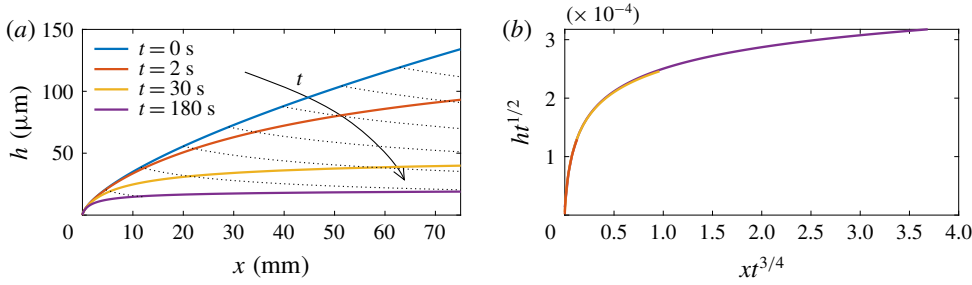 (a)
150
100
50
0
10
20
30
40
50
60
70
h (μm)
x (mm)
t = 0 s
t = 2 s
t = 30 s
t = 180 s
t
(b)
(× 10⁻⁴)
3
2
1
0
0.5
1.0
1.5
2.0
2.5
3.0
3.5
4.0
ht^{1/2}
xt^{3/4}